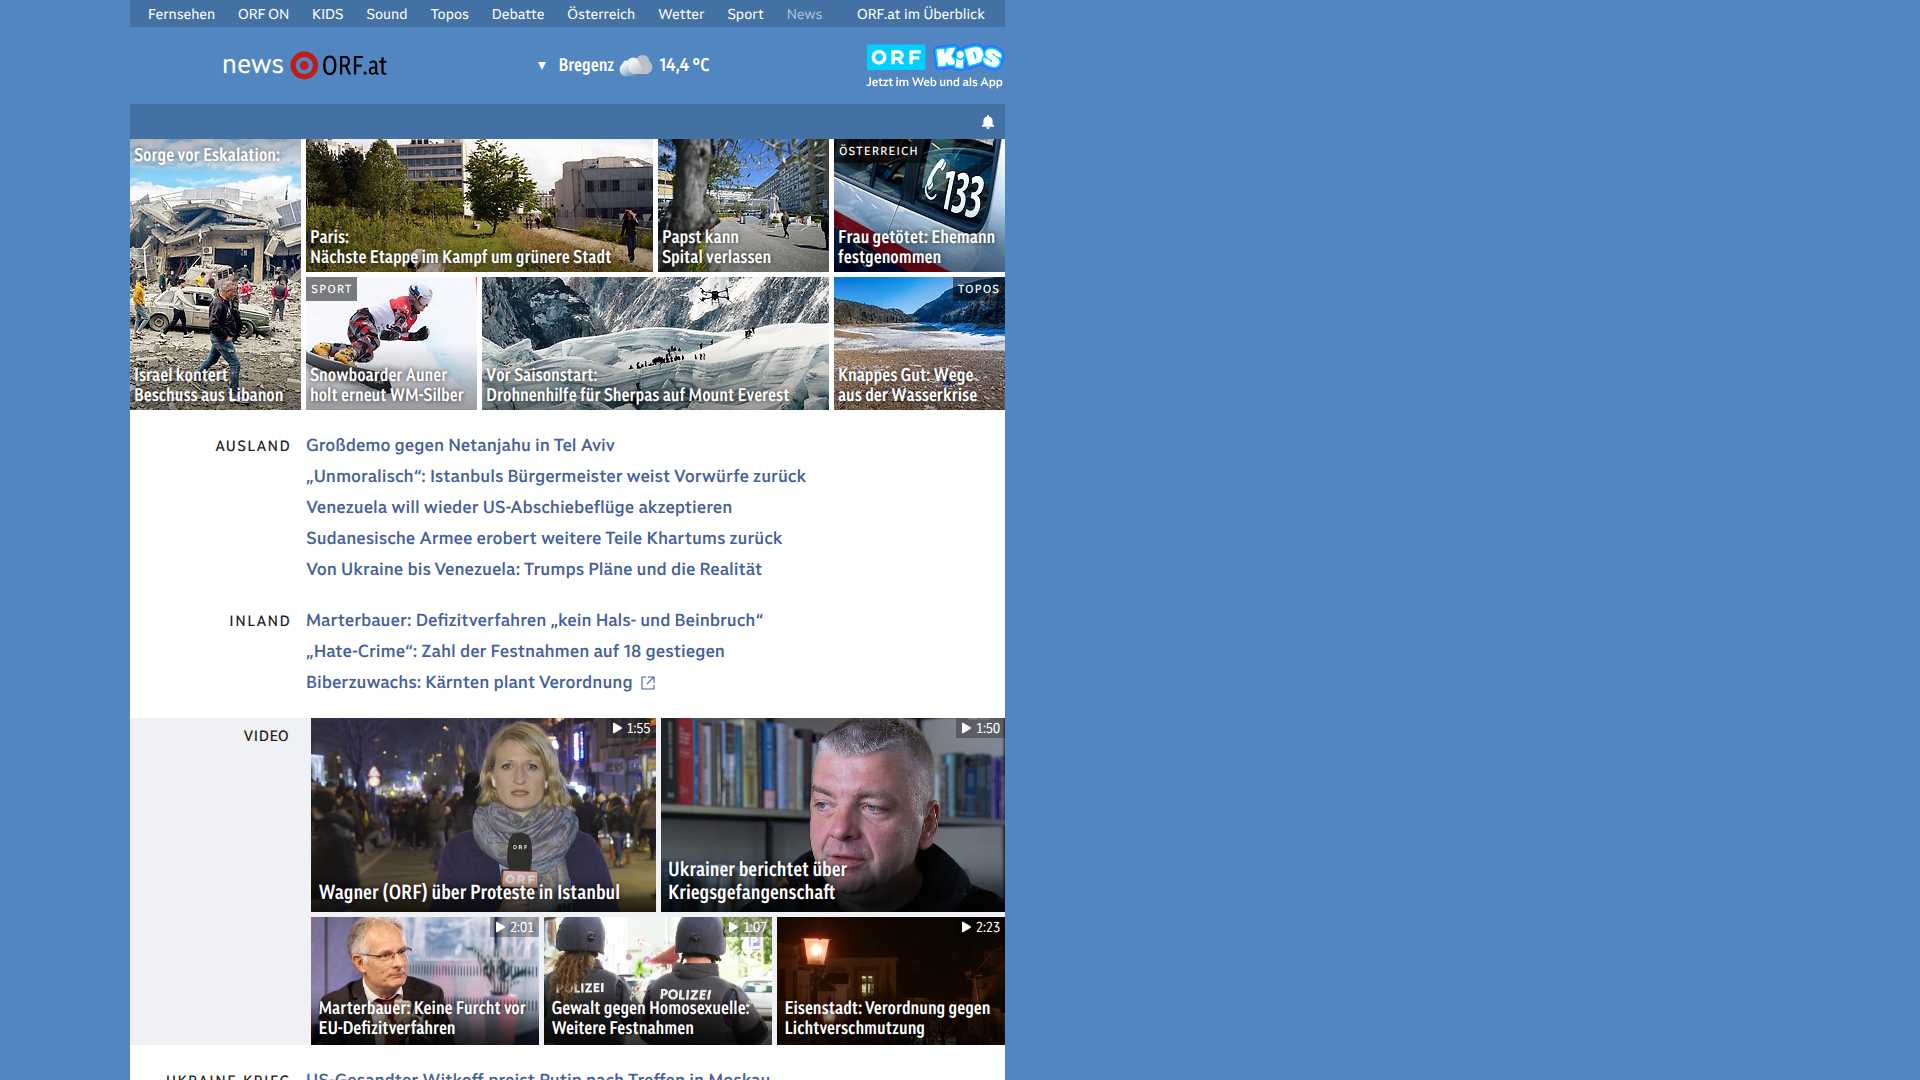 Fernsehen ORF ON KIDS Sound Topos Debatte Österreich Wetter Sport News ORF.at im Überblick
news ORF.at
Bregenz 14,4 °C
ORF KiDS
Jetzt im Web und als App
Sorge vor Eskalation:
Israel kontert
Beschuss aus Libanon
Paris:
Nächste Etappe im Kampf um grünere Stadt
Papst kann
Spital verlassen
ÖSTERREICH
133
Frau getötet: Ehemann
festgenommen
SPORT
Snowboarder Auner
holt erneut WM-Silber
Vor Saisonstart:
Drohnenhilfe für Sherpas auf Mount Everest
TOPOS
Knappes Gut: Wege
aus der Wasserkrise
AUSLAND
Großdemo gegen Netanjahu in Tel Aviv
„Unmoralisch“: Istanbuls Bürgermeister weist Vorwürfe zurück
Venezuela will wieder US-Abschiebeflüge akzeptieren
Sudanesische Armee erobert weitere Teile Khartums zurück
Von Ukraine bis Venezuela: Trumps Pläne und die Realität
INLAND
Marterbauer: Defizitverfahren „kein Hals- und Beinbruch“
„Hate-Crime“: Zahl der Festnahmen auf 18 gestiegen
Biberzuwachs: Kärnten plant Verordnung
VIDEO
1:55
ORF
ORF
Wagner (ORF) über Proteste in Istanbul
1:50
Ukrainer berichtet über
Kriegsgefangenschaft
2:01
Marterbauer: Keine Furcht vor
EU-Defizitverfahren
1:07
POLIZEI
Gewalt gegen Homosexuelle:
Weitere Festnahmen
2:23
Eisenstadt: Verordnung gegen
Lichtverschmutzung
UKRAINE-KRIEG
US-Gesandter Witkoff preist Putin nach Treffen in Moskau